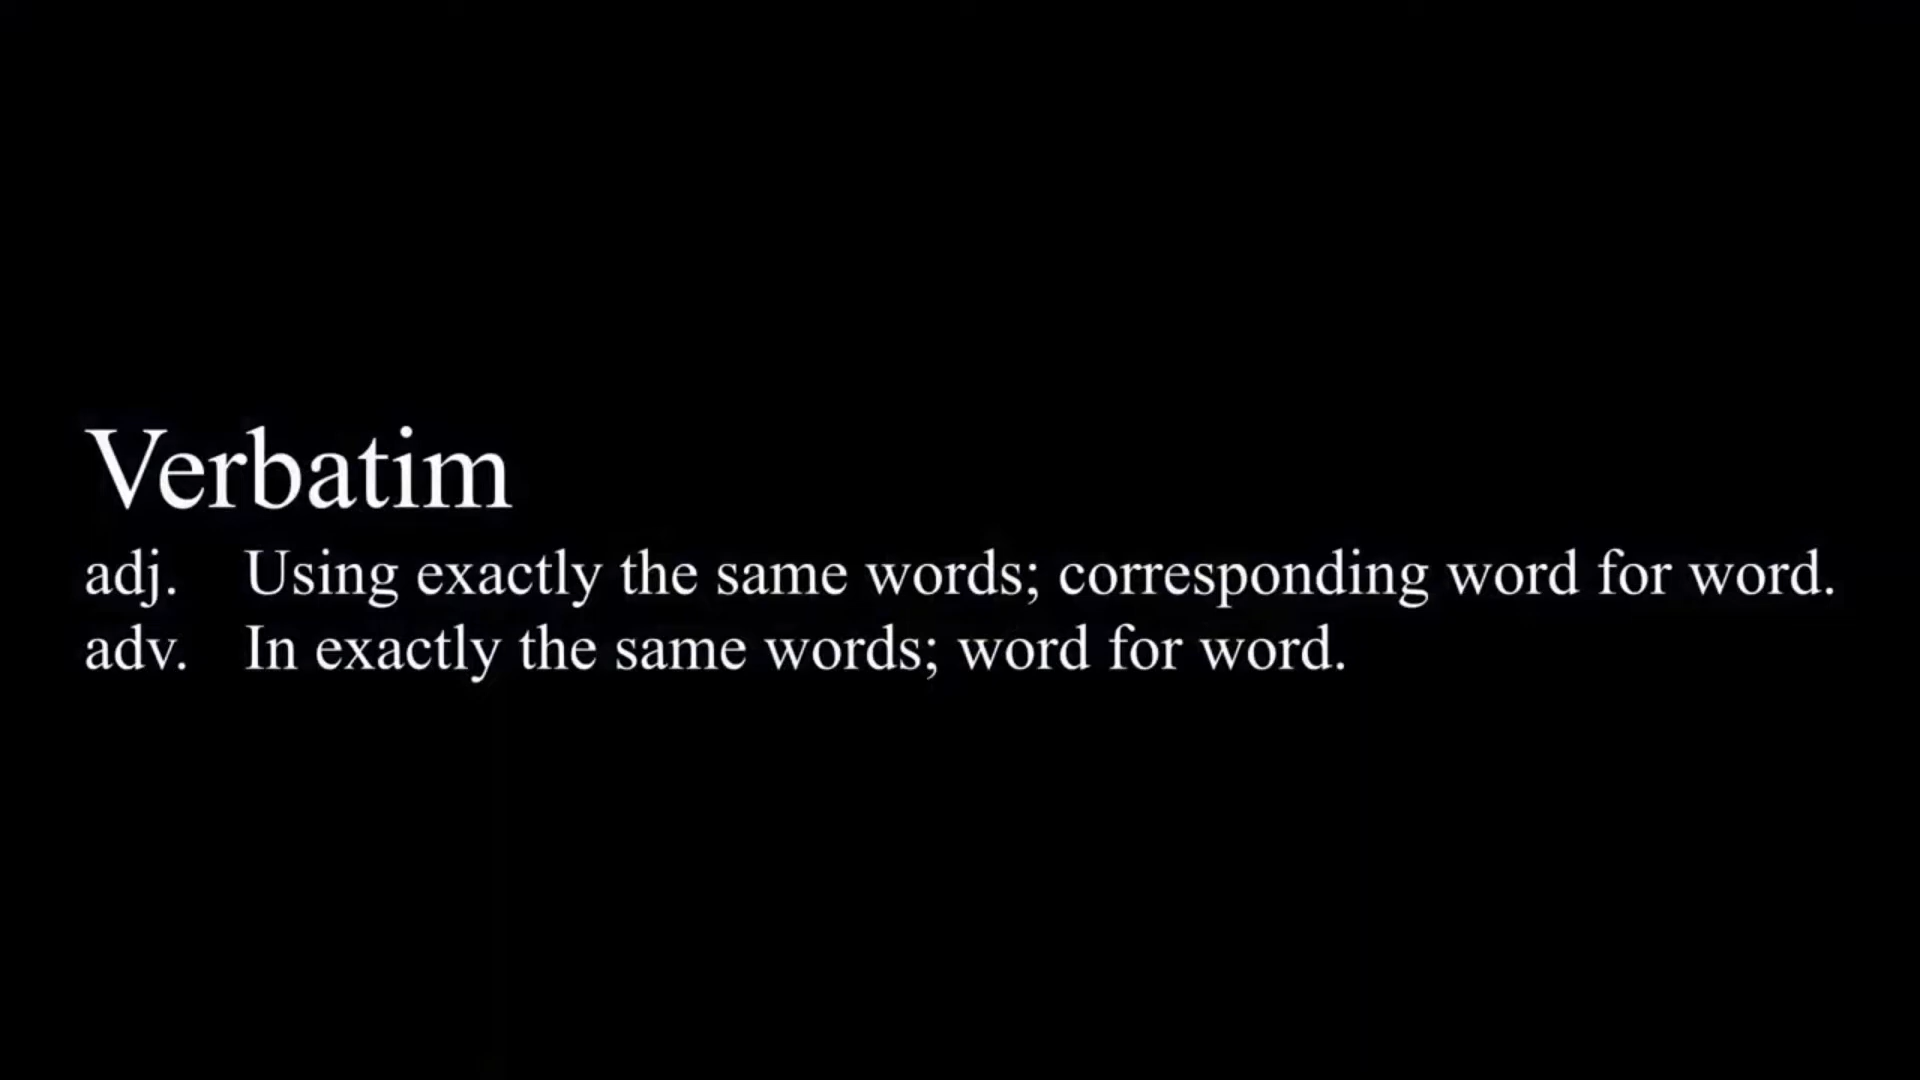 Verbatim
adj. Using exactly the same words; corresponding word for word.
adv. In exactly the same words; word for word.